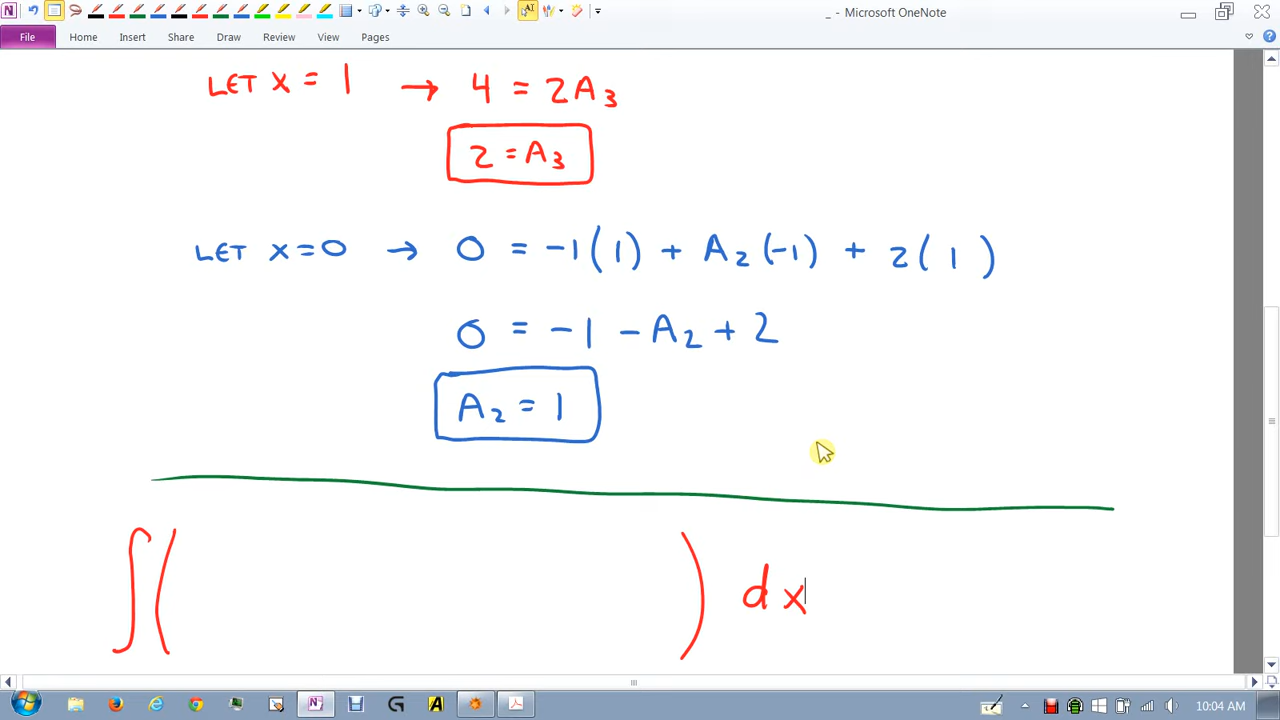 _ - Microsoft OneNote
File Home Insert Share Draw Review View Pages
LET x = 1 → 4 = 2A₃
2 = A₃
LET x = 0 → 0 = -1(1) + A₂(-1) + 2(1)
0 = -1 - A₂ + 2
A₂ = 1
∫( ) dx
10:04 AM